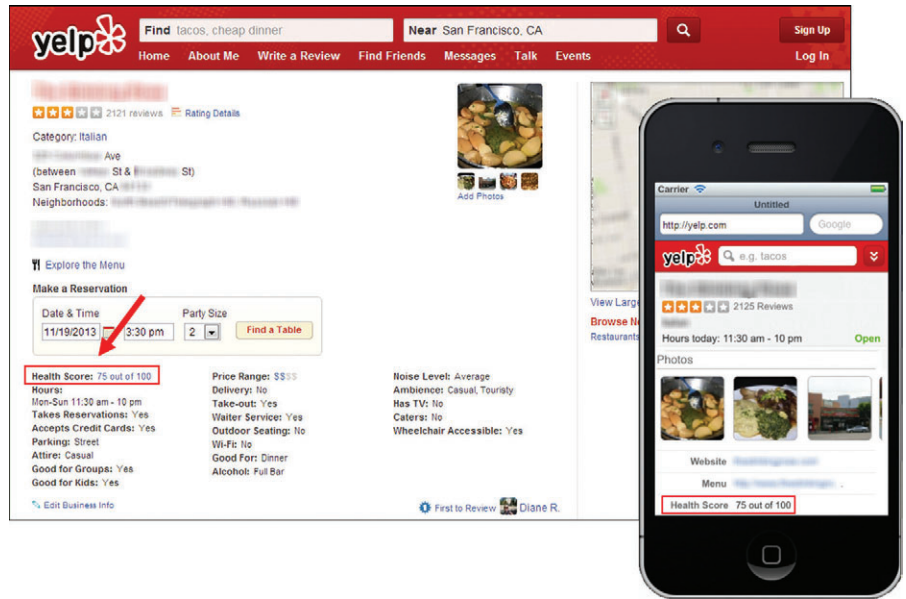 yelp
Find tacos, cheap dinner
Near San Francisco, CA
Sign Up
Home About Me Write a Review Find Friends Messages Talk Events
Log In
2121 reviews Rating Details
Category: Italian
Ave
(between St & St)
San Francisco, CA
Neighborhoods:
Add Photos
Explore the Menu
Make a Reservation
Date & Time Party Size
11/19/2013 3:30 pm 2 Find a Table
View Larg
Browse N
Restaurants
Health Score: 75 out of 100
Hours:
Mon-Sun 11:30 am - 10 pm
Takes Reservations: Yes
Accepts Credit Cards: Yes
Parking: Street
Attire: Casual
Good for Groups: Yes
Good for Kids: Yes
Price Range: $$$$
Delivery: No
Take-out: Yes
Waiter Service: Yes
Outdoor Seating: No
Wi-Fi: No
Good For: Dinner
Alcohol: Full Bar
Noise Level: Average
Ambience: Casual, Touristy
Has TV: No
Caters: No
Wheelchair Accessible: Yes
Edit Business Info
First to Review Diane R.
Carrier
Untitled
http://yelp.com Google
yelp e.g. tacos
2125 Reviews
Hours today: 11:30 am - 10 pm Open
Photos
Website
Menu
Health Score 75 out of 100